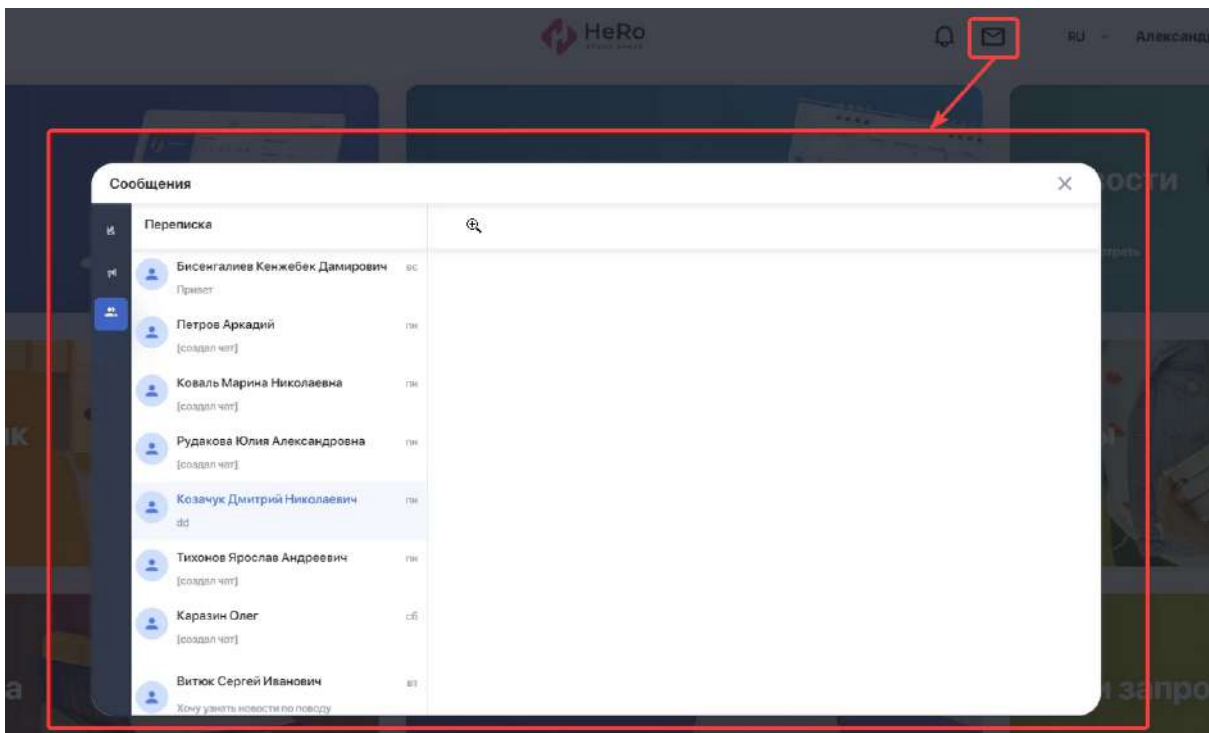 HeRo
RU
Александ
Сообщения
ости
Переписка
Бисенгалиев Кенжебек Дамирович вс
Привет
Петров Аркадий пн
[создал чат]
Коваль Марина Николаевна пн
[создал чат]
ик
Рудакова Юлия Александровна пн
[создал чат]
ы
Козачук Дмитрий Николаевич пн
dd
Тихонов Ярослав Андреевич пн
[создал чат]
Каразин Олег сб
[создал чат]
Витюк Сергей Иванович вт
Хочу узнать новости по поводу
а
и запро